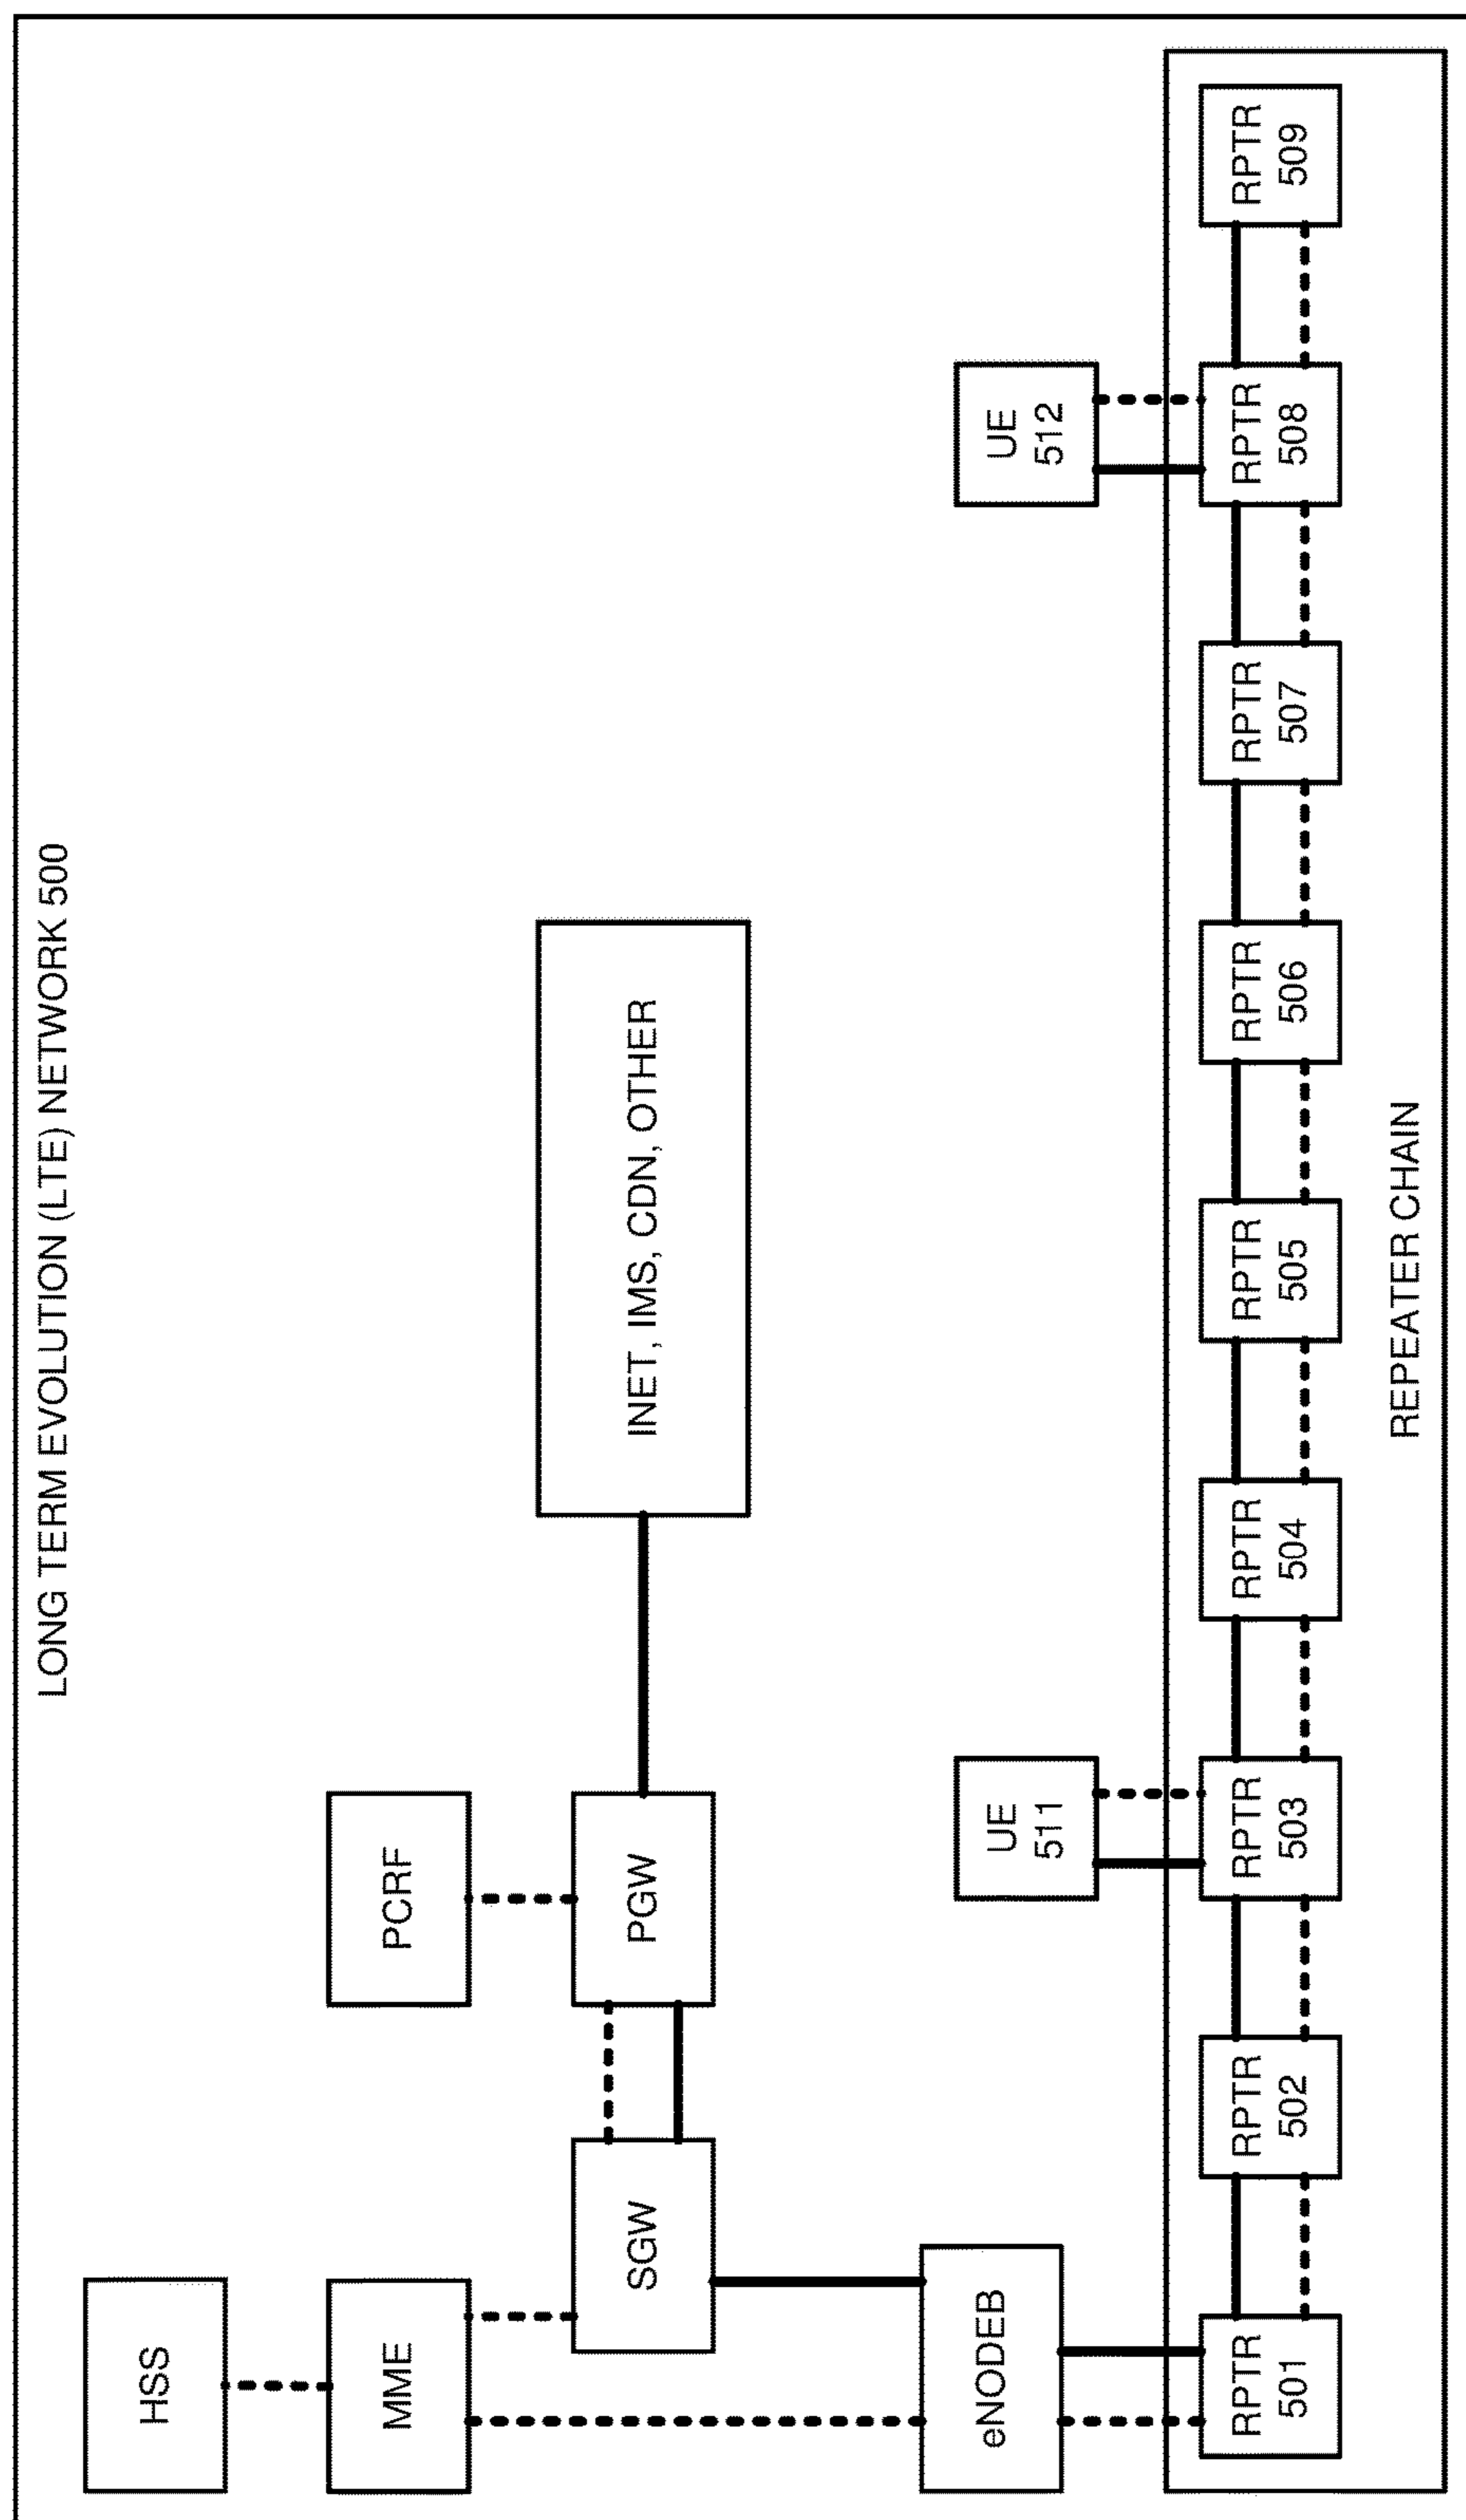 LONG TERM EVOLUTION (LTE) NETWORK 500
HSS
MME
PCRF
SGW
PGW
INET, IMS, CDN, OTHER
eNODEB
UE
511
UE
512
RPTR
501
RPTR
502
RPTR
503
RPTR
504
RPTR
505
RPTR
506
RPTR
507
RPTR
508
RPTR
509
REPEATER CHAIN